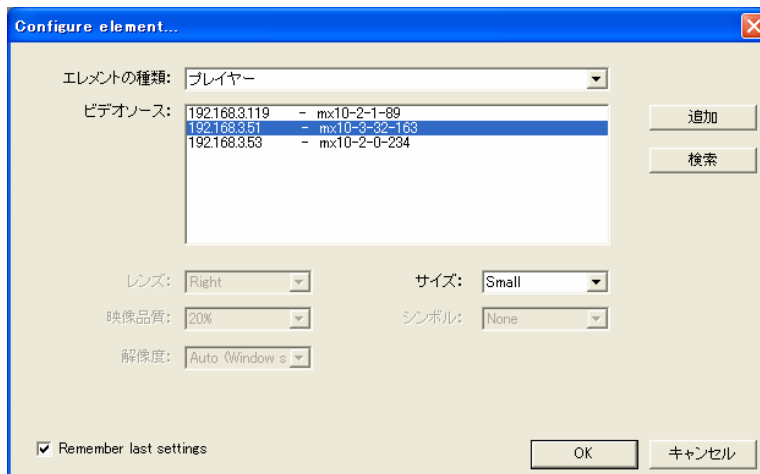 Configure element...
エレメントの種類: プレイヤー
ビデオソース:
192.168.3.119 - mx10-2-1-89
192.168.3.51 - mx10-3-32-163
192.168.3.53 - mx10-2-0-234
追加
検索
レンズ: Right
サイズ: Small
映像品質: 20%
シンボル: None
解像度: Auto (Window s
Remember last settings
OK
キャンセル